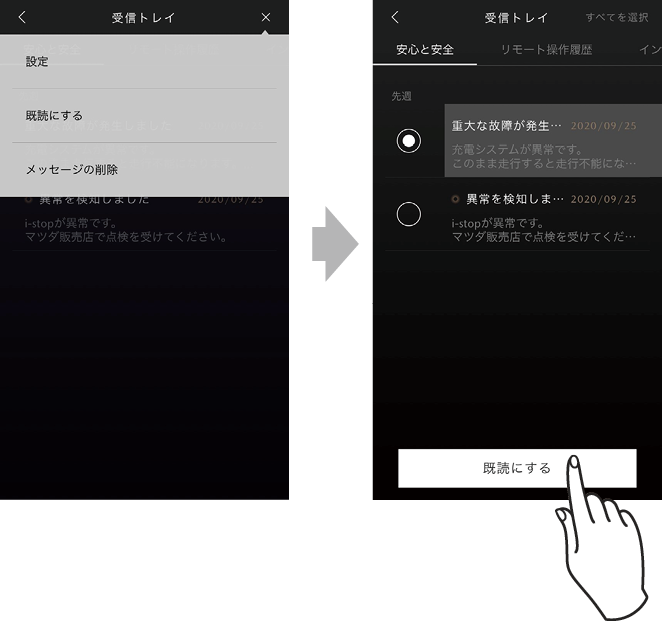 受信トレイ
設定
既読にする
メッセージの削除
異常を検知しました 2020/09/25
i-stopが異常です。
マツダ販売店で点検を受けてください。
受信トレイ すべてを選択
安心と安全 リモート操作履歴 イン
先週
重大な故障が発生… 2020/09/25
充電システムが異常です。
このまま走行すると走行不能にな…
異常を検知しま… 2020/09/25
i-stopが異常です。
マツダ販売店で点検を受けてくだ…
既読にする